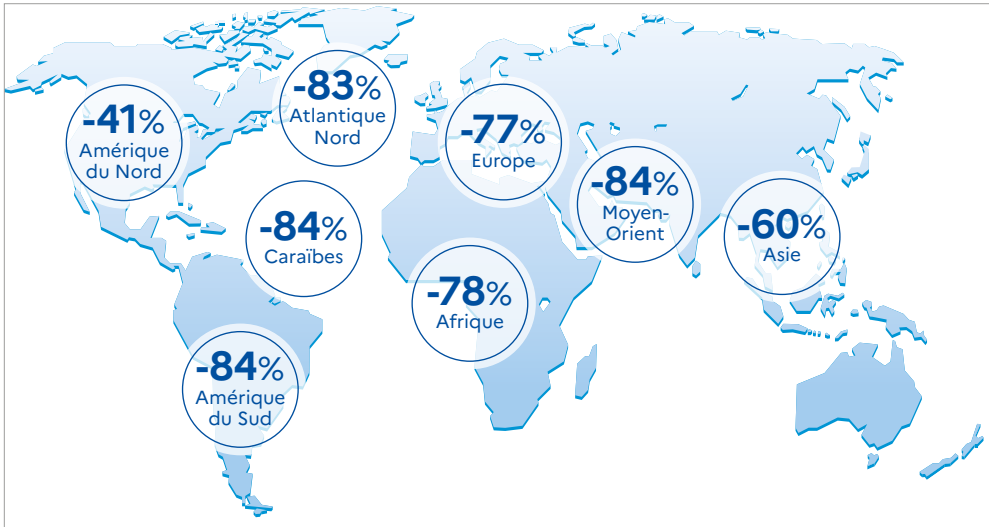 -41%
Amérique
du Nord
-83%
Atlantique
Nord
-77%
Europe
-84%
Moyen-
Orient
-60%
Asie
-84%
Caraïbes
-78%
Afrique
-84%
Amérique
du Sud